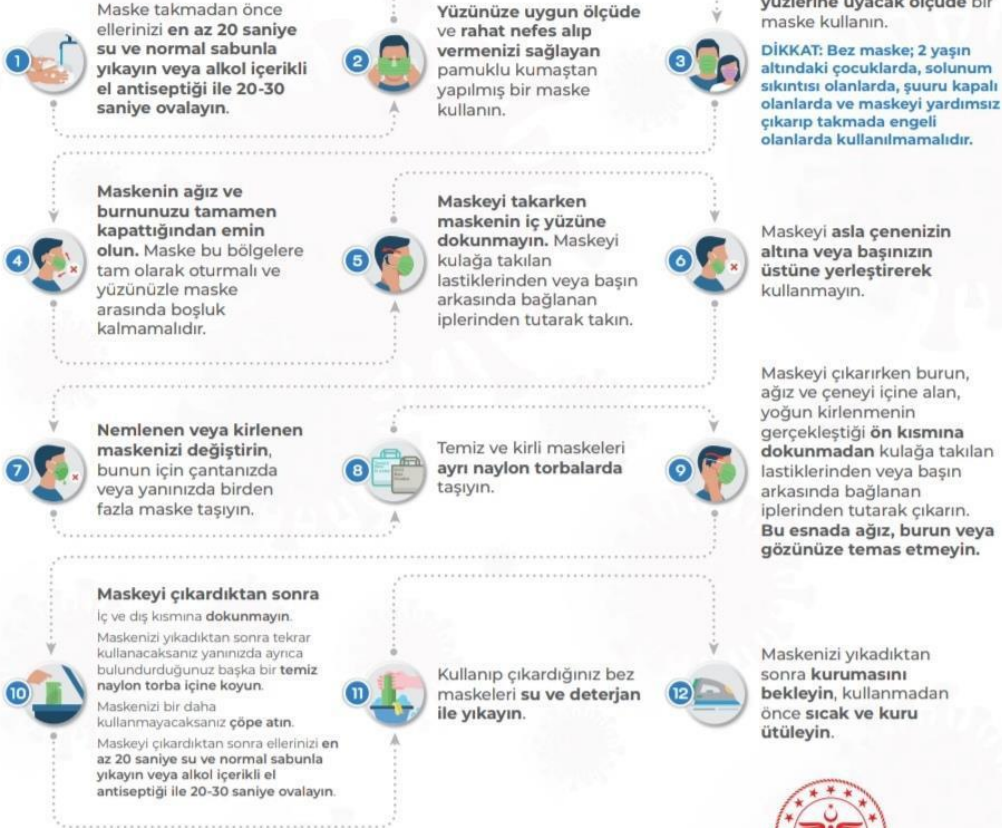 1
Maske takmadan önce
ellerinizi en az 20 saniye
su ve normal sabunla
yıkayın veya alkol içerikli
el antiseptiği ile 20-30
saniye ovalayın.
2
Yüzünüze uygun ölçüde
ve rahat nefes alıp
vermenizi sağlayan
pamuklu kumaştan
yapılmış bir maske
kullanın.
3
yüzlerine uyacak ölçüde bir
maske kullanın.
DİKKAT: Bez maske; 2 yaşın
altındaki çocuklarda, solunum
sıkıntısı olanlarda, şuuru kapalı
olanlarda ve maskeyi yardımsız
çıkarıp takmada engeli
olanlarda kullanılmamalıdır.
4
Maskenin ağız ve
burnunuzu tamamen
kapattığından emin
olun. Maske bu bölgelere
tam olarak oturmalı ve
yüzünüzle maske
arasında boşluk
kalmamalıdır.
5
Maskeyi takarken
maskenin iç yüzüne
dokunmayın. Maskeyi
kulağa takılan
lastiklerinden veya başın
arkasında bağlanan
iplerinden tutarak takın.
6
Maskeyi asla çenenizin
altına veya başınızın
üstüne yerleştirerek
kullanmayın.
7
Nemlenen veya kirlenen
maskenizi değiştirin,
bunun için çantanızda
veya yanınızda birden
fazla maske taşıyın.
8
Temiz ve kirli maskeleri
ayrı naylon torbalarda
taşıyın.
9
Maskeyi çıkarırken burun,
ağız ve çeneyi içine alan,
yoğun kirlenmenin
gerçekleştiği ön kısmına
dokunmadan kulağa takılan
lastiklerinden veya başın
arkasında bağlanan
iplerinden tutarak çıkarın.
Bu esnada ağız, burun veya
gözünüze temas etmeyin.
10
Maskeyi çıkardıktan sonra
İç ve dış kısmına dokunmayın.
Maskenizi yıkadıktan sonra tekrar
kullanacaksanız yanınızda ayrıca
bulundurduğunuz başka bir temiz
naylon torba içine koyun.
Maskenizi bir daha
kullanmayacaksanız çöpe atın.
Maskeyi çıkardıktan sonra ellerinizi en
az 20 saniye su ve normal sabunla
yıkayın veya alkol içerikli el
antiseptiği ile 20-30 saniye ovalayın.
11
Kullanıp çıkardığınız bez
maskeleri su ve deterjan
ile yıkayın.
12
Maskenizi yıkadıktan
sonra kurumasını
bekleyin, kullanmadan
önce sıcak ve kuru
ütüleyin.